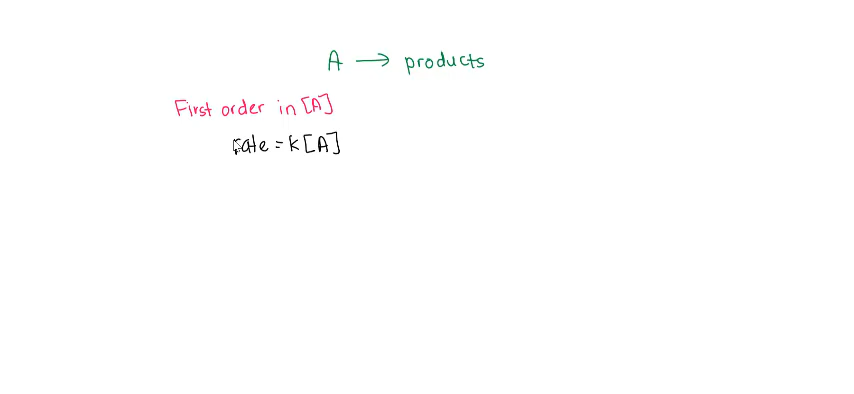 A → products
First order in [A]
rate = k[A]